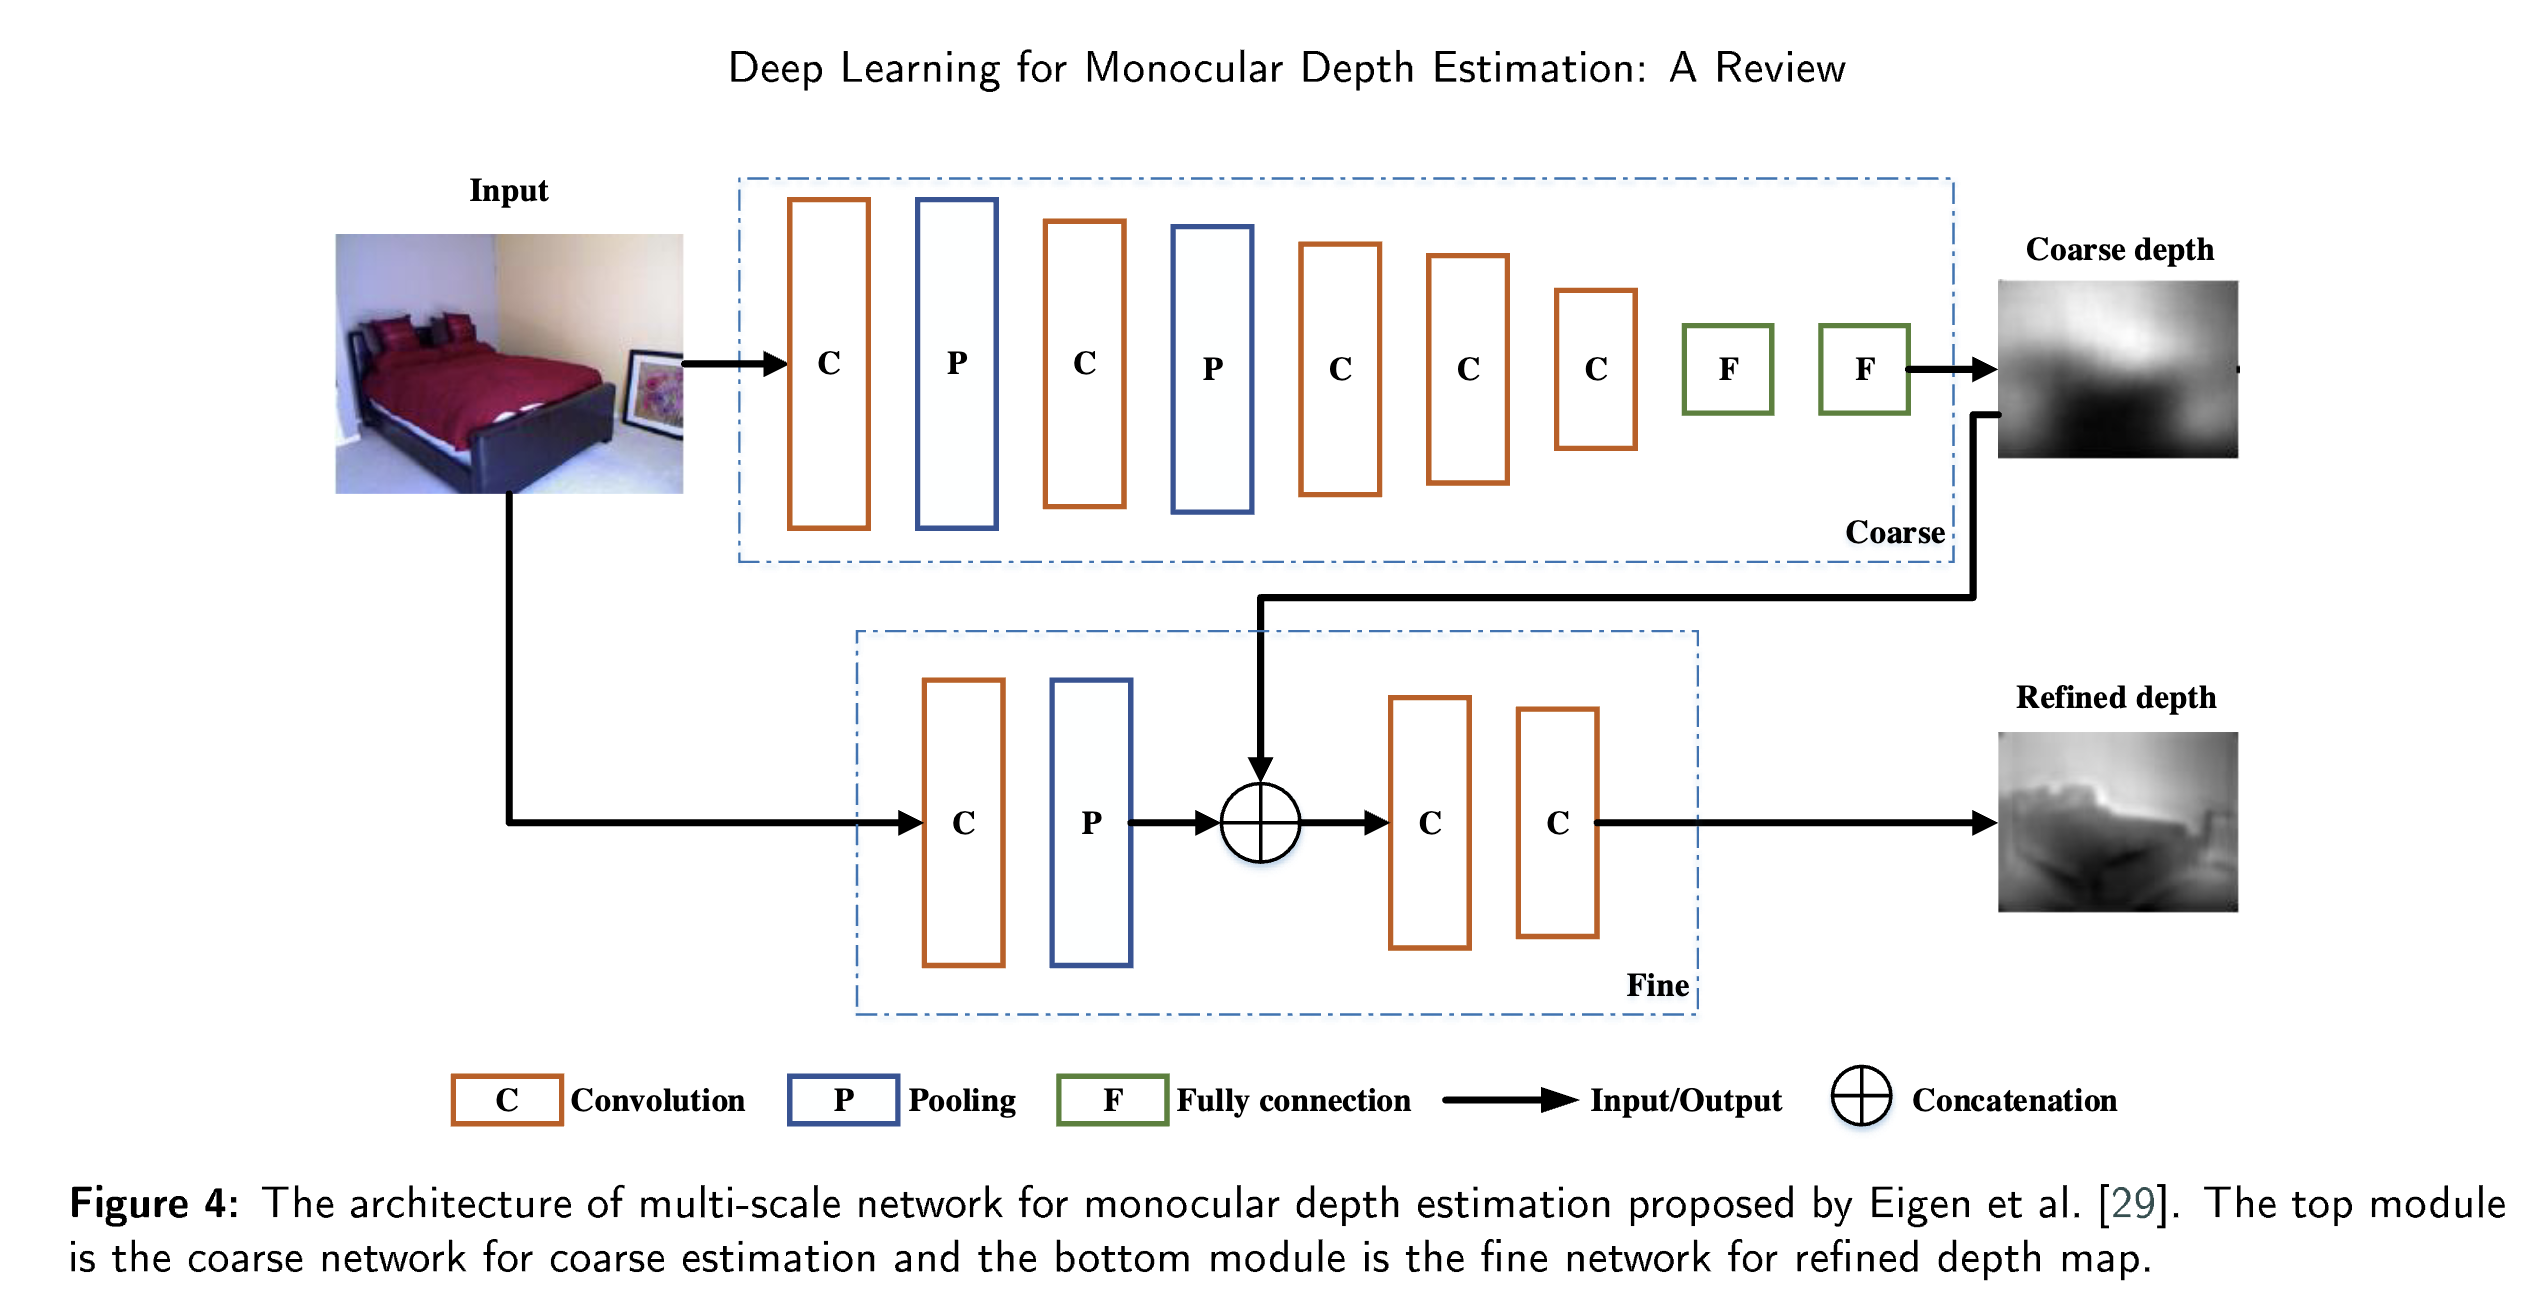 Deep Learning for Monocular Depth Estimation: A Review
Input
C P C P C C C F F
Coarse depth
Coarse
C P C C
Refined depth
Fine
C Convolution P Pooling F Fully connection Input/Output Concatenation
Figure 4: The architecture of multi-scale network for monocular depth estimation proposed by Eigen et al. [29]. The top module
is the coarse network for coarse estimation and the bottom module is the fine network for refined depth map.